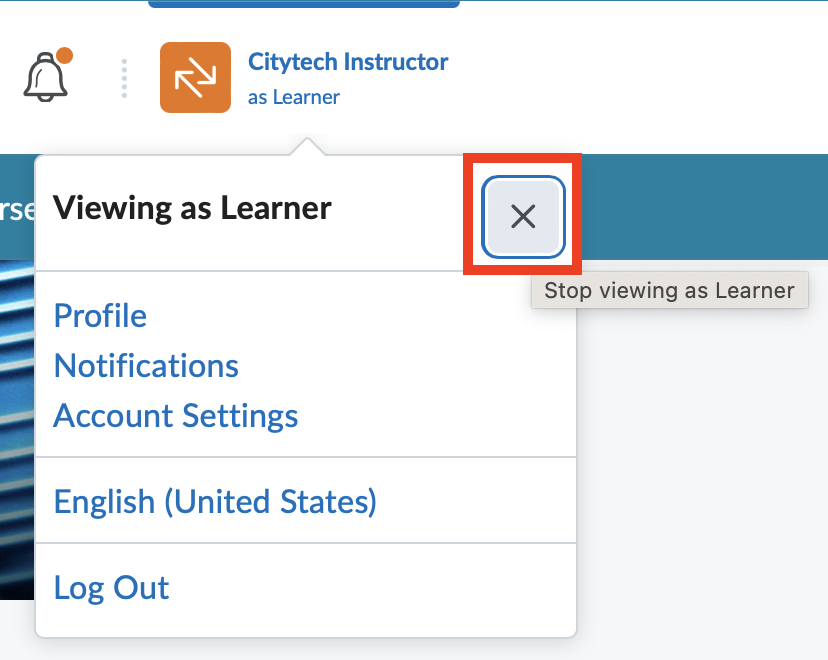 Citytech Instructor
as Learner
rse
Viewing as Learner
Stop viewing as Learner
Profile
Notifications
Account Settings
English (United States)
Log Out